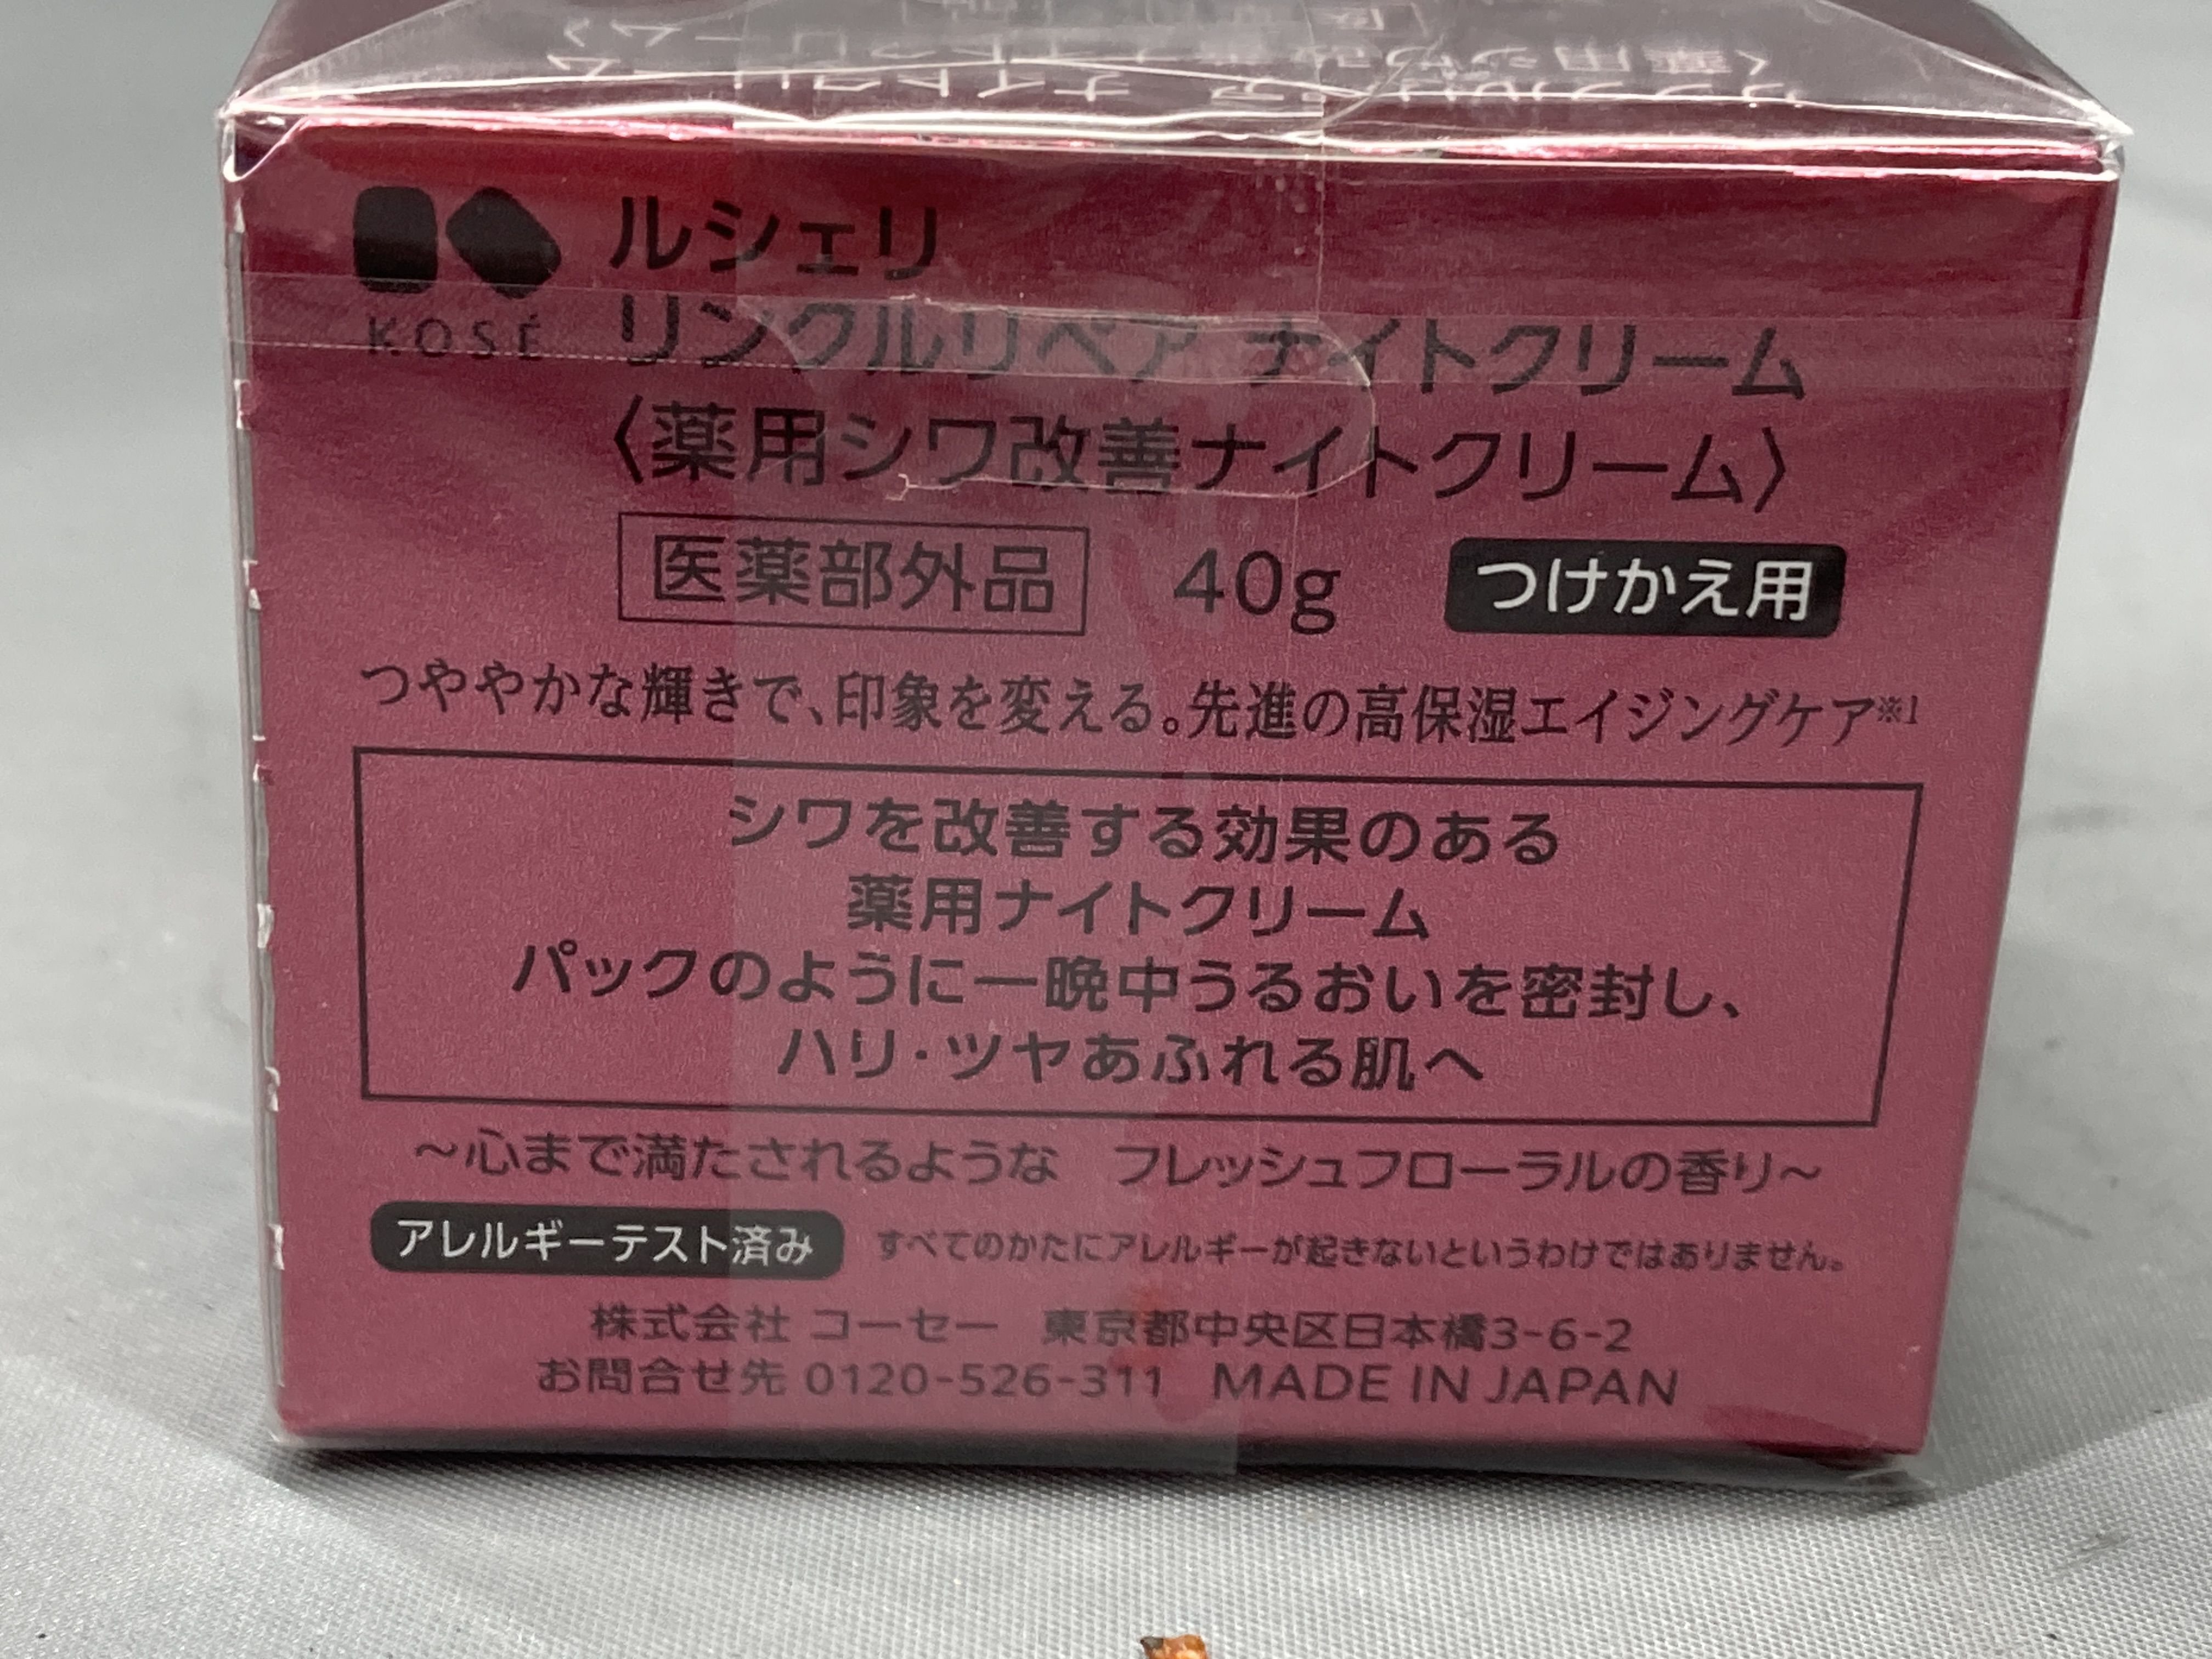 ルシェリ
KOSÉ
リンクルリペア ナイトクリーム
〈薬用シワ改善ナイトクリーム〉
医薬部外品 40g つけかえ用
つややかな輝きで、印象を変える。先進の高保湿エイジングケア※1
シワを改善する効果のある
薬用ナイトクリーム
パックのように一晩中うるおいを密封し、
ハリ・ツヤあふれる肌へ
～心まで満たされるような フレッシュフローラルの香り～
アレルギーテスト済み すべてのかたにアレルギーが起きないというわけではありません。
株式会社 コーセー 東京都中央区日本橋3-6-2
お問合せ先 0120-526-311 MADE IN JAPAN